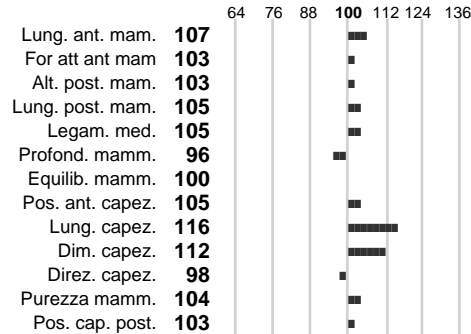 64 76 88 100 112 124 136
Lung. ant. mam. 107
For att ant mam 103
Alt. post. mam. 103
Lung. post. mam. 105
Legam. med. 105
Profond. mamm. 96
Equilib. mamm. 100
Pos. ant. capez. 105
Lung. capez. 116
Dim. capez. 112
Direz. capez. 98
Purezza mamm. 104
Pos. cap. post. 103